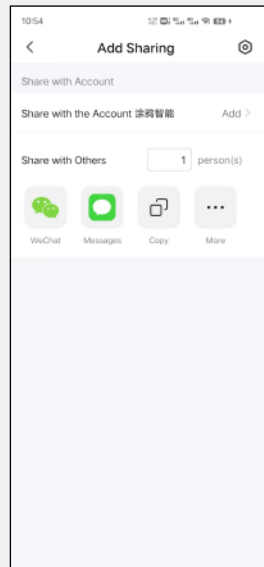 10:54
Add Sharing
Share with Account
Share with the Account 涂鸦智能 Add
Share with Others 1 person(s)
WeChat Messages Copy More